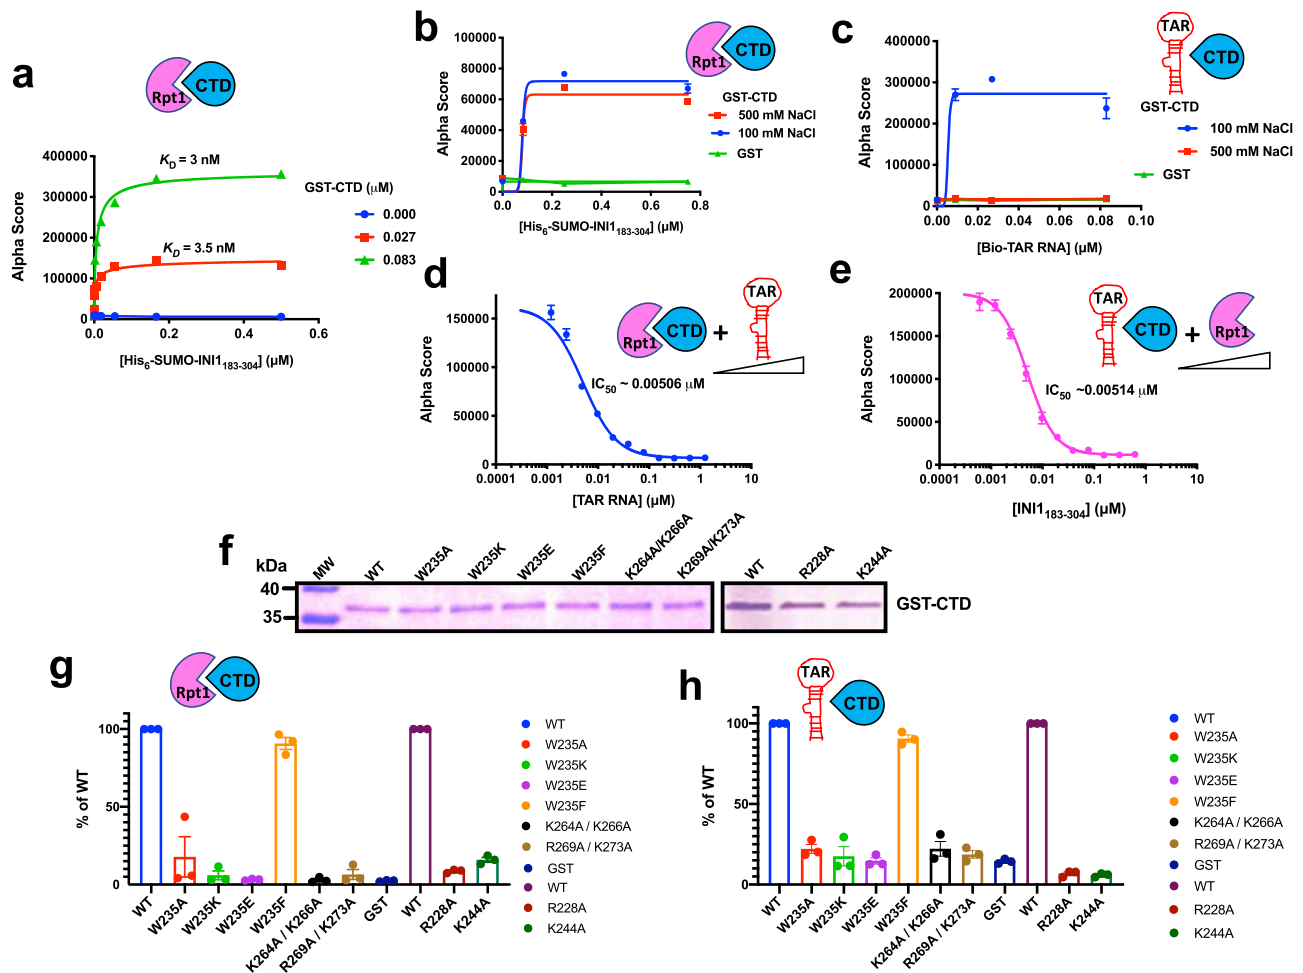 a
Rpt1 CTD
Alpha Score
400000
300000
200000
100000
0
0.0 0.2 0.4 0.6
[His6-SUMO-INI1183-304] (μM)
KD = 3 nM
KD = 3.5 nM
GST-CTD (μM)
0.000
0.027
0.083
b
Rpt1 CTD
Alpha Score
100000
80000
60000
40000
20000
0
0.0 0.2 0.4 0.6 0.8
[His6-SUMO-INI1183-304] (μM)
GST-CTD
500 mM NaCl
100 mM NaCl
GST
c
TAR
CTD
Alpha Score
400000
300000
200000
100000
0
0.00 0.02 0.04 0.06 0.08 0.10
[Bio-TAR RNA] (μM)
GST-CTD
100 mM NaCl
500 mM NaCl
GST
d
Rpt1 CTD + TAR
Alpha Score
150000
100000
50000
0
0.0001 0.001 0.01 0.1 1 10
[TAR RNA] (μM)
IC50 ~ 0.00506 μM
e
TAR CTD + Rpt1
Alpha Score
200000
150000
100000
50000
0
0.0001 0.001 0.01 0.1 1 10
[INI1183-304] (μM)
IC50 ~0.00514 μM
f
kDa
40
35
MW WT W235A W235K W235E W235F K264A/K266A K269A/K273A WT R228A K244A
GST-CTD
g
Rpt1 CTD
% of WT
100
50
0
WT W235A W235K W235E W235F K264A / K266A R269A / K273A GST WT R228A K244A
WT
W235A
W235K
W235E
W235F
K264A / K266A
R269A / K273A
GST
WT
R228A
K244A
h
TAR
CTD
% of WT
100
50
0
WT W235A W235K W235E W235F K264A / K266A R269A / K273A GST WT R228A K244A
WT
W235A
W235K
W235E
W235F
K264A / K266A
R269A / K273A
GST
WT
R228A
K244A